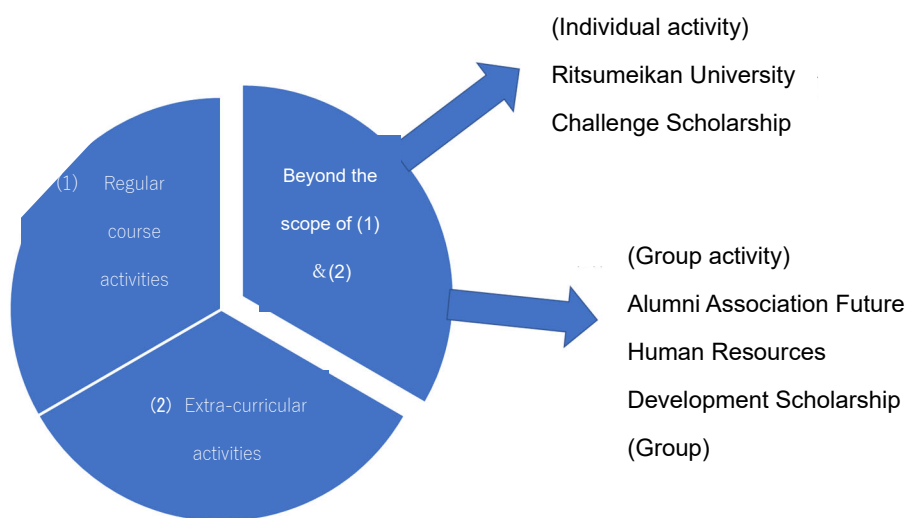 (Individual activity)
Ritsumeikan University
Challenge Scholarship
(1) Regular
course
activities
Beyond the
scope of (1)
&(2)
(Group activity)
Alumni Association Future
Human Resources
Development Scholarship
(Group)
(2) Extra-curricular
activities